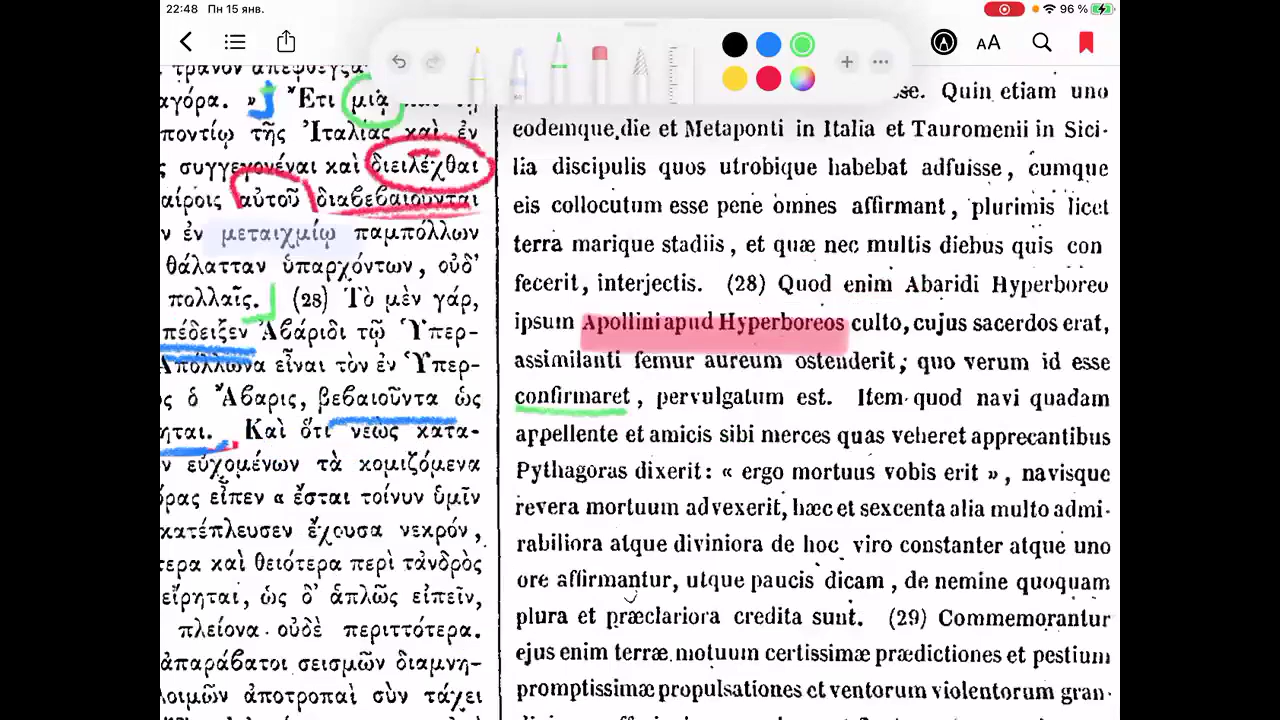 22:48 Пн 15 янв.
96 %
AA
αγόρα. » Ἔτι μιᾷ
ποντίῳ τῆς Ἰταλίας καὶ ἐν
συγγεγονέναι καὶ διειλέχθαι
αίροις αὐτοῦ διαβεβαιοῦνται
ν ἐν μεταιχμίῳ παμπόλλων
θάλατταν ὑπαρχόντων, οὐδ'
πολλαῖς. (28) Τὸ μὲν γάρ,
πέδειξεν Ἀβάριδι τῷ Ὑπερ-
Ἀπόλλωνα εἶναι τὸν ἐν Ὑπερ-
ς ὁ Ἄβαρις, βεβαιοῦντα ὡς
ηται. Καὶ ὅτι νεὼς κατα-
ν εὐχομένων τὰ κομιζόμενα
όρας εἶπεν « ἔσται τοίνυν ὑμῖν
κατέπλευσεν ἔχουσα νεκρόν,
τερα καὶ θειότερα περὶ τἀνδρὸς
είρηται, ὡς δ' ἁπλῶς εἰπεῖν,
πλείονα οὐδὲ περιττότερα.
ἀπαράβατοι σεισμῶν διαμνη-
λοιμῶν ἀποτροπαὶ σὺν τάχει
se. Quin etiam uno
eodemque die et Metaponti in Italia et Tauromenii in Sici-
lia discipulis quos utrobique habebat adfuisse, cumque
eis collocutum esse pene omnes affirmant, plurimis licet
terra marique stadiis, et quæ nec multis diebus quis con
fecerit, interjectis. (28) Quod enim Abaridi Hyperboreo
ipsum Apollini apud Hyperboreos culto, cujus sacerdos erat,
assimilanti femur aureum ostenderit; quo verum id esse
confirmaret, pervulgatum est. Item quod navi quadam
appellente et amicis sibi merces quas veheret apprecantibus
Pythagoras dixerit: « ergo mortuus vobis erit », navisque
revera mortuum advexerit, hæc et sexcenta alia multo admi-
rabiliora atque diviniora de hoc viro constanter atque uno
ore affirmantur, utque paucis dicam, de nemine quoquam
plura et præclariora credita sunt. (29) Commemorantur
ejus enim terræ motuum certissimæ prædictiones et pestium
promptissimæ propulsationes et ventorum violentorum gran-